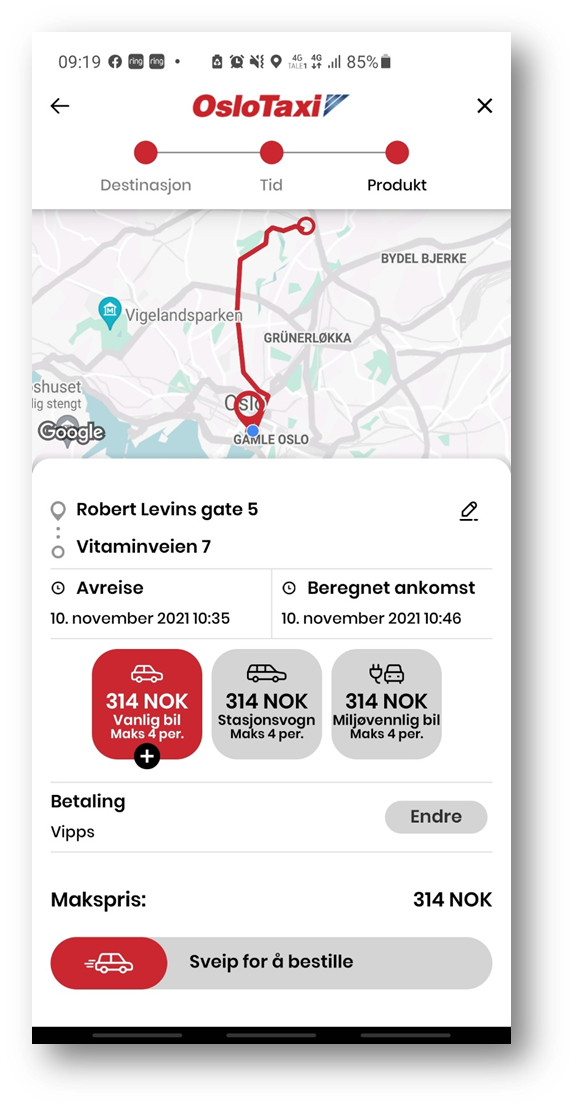 09:19 ring ring 4G TALE1 4G 85%
OsloTaxi
Destinasjon Tid Produkt
BYDEL BJERKE
Vigelandsparken
GRÜNERLØKKA
oshuset
lig stengt
Oslo
Google
GAMLE OSLO
Robert Levins gate 5
Vitaminveien 7
Avreise
10. november 2021 10:35
Beregnet ankomst
10. november 2021 10:46
314 NOK
Vanlig bil
Maks 4 per.
314 NOK
Stasjonsvogn
Maks 4 per.
314 NOK
Miljøvennlig bil
Maks 4 per.
Betaling
Vipps
Endre
Makspris: 314 NOK
Sveip for å bestille